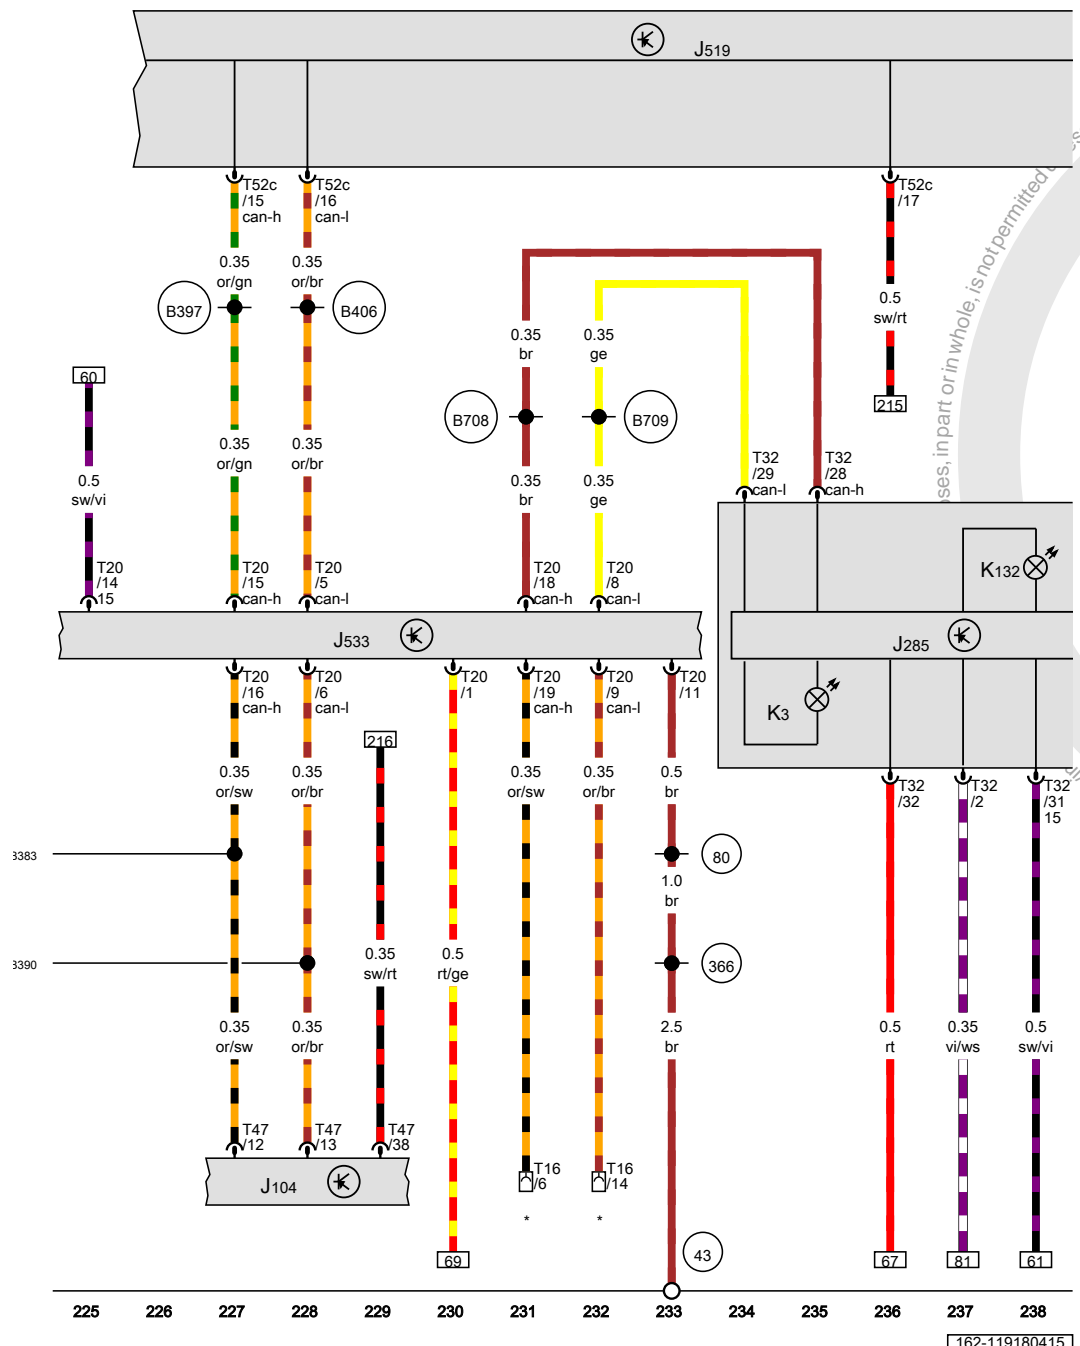 J519
T52c
/15
can-h
T52c
/16
can-l
T52c
/17
0.35
or/gn
0.35
or/br
0.5
sw/rt
B397
B406
0.35
br
0.35
ge
60
215
B708
B709
0.35
or/gn
0.35
or/br
T32
/29
can-l
T32
/28
can-h
0.5
sw/vi
0.35
br
0.35
ge
T20
/14
15
T20
/15
can-h
T20
/5
can-l
T20
/18
can-h
T20
/8
can-l
K132
J533
J285
T20
/16
can-h
T20
/6
can-l
T20
/1
T20
/19
can-h
T20
/9
can-l
T20
/11
K3
216
0.35
or/sw
0.35
or/br
0.35
or/sw
0.35
or/br
0.5
br
T32
/32
T32
/2
T32
/31
15
3383
80
1.0
br
3390
0.35
sw/rt
0.5
rt/ge
366
0.35
or/sw
0.35
or/br
2.5
br
0.5
rt
0.35
vi/ws
0.5
sw/vi
T47
/12
T47
/13
T47
/38
J104
T16
/6
T16
/14
*
*
43
69
67
81
61
225 226 227 228 229 230 231 232 233 234 235 236 237 238
162-119180415
oses, in part or in whole, is not permitted